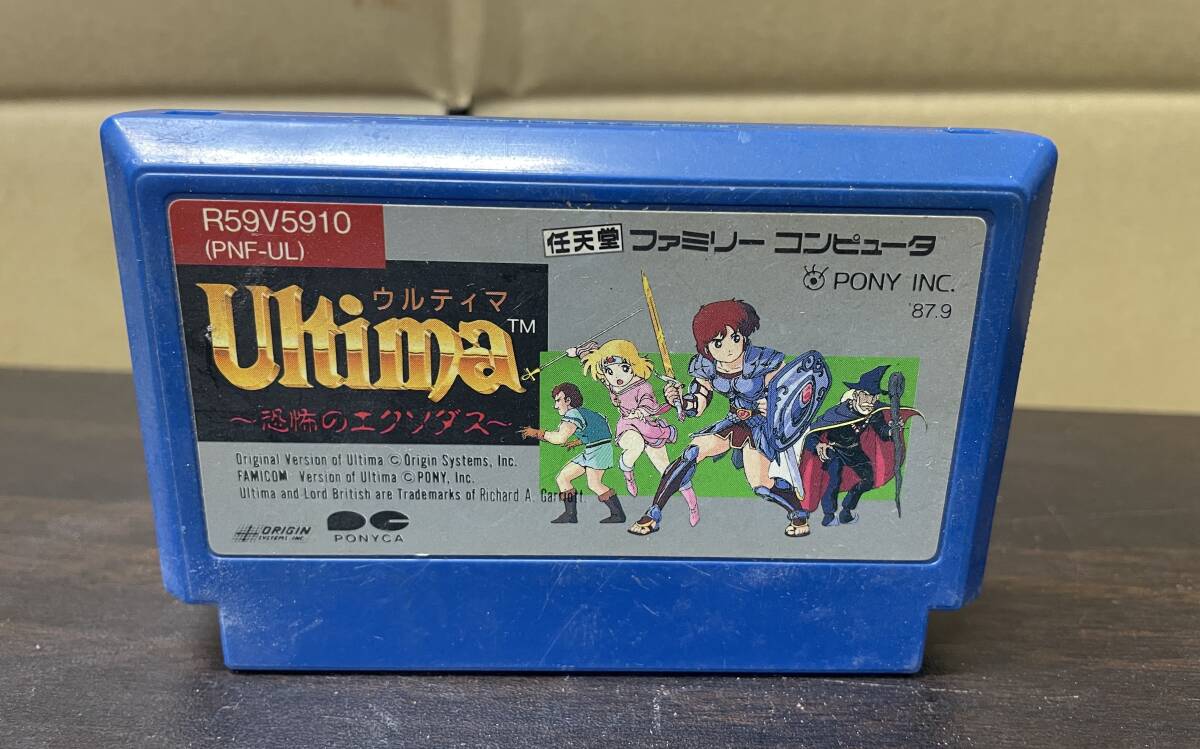 R59V5910
(PNF-UL)
任天堂 ファミリー コンピュータ
PONY INC.
'87.9
ウルティマ
Ultima™
～恐怖のエクソダス～
Original Version of Ultima ©Origin Systems, Inc.
FAMICOM Version of Ultima ©PONY, Inc.
Ultima and Lord British are Trademarks of Richard A. Garriott.
ORIGIN
SYSTEMS INC.
PONYCA